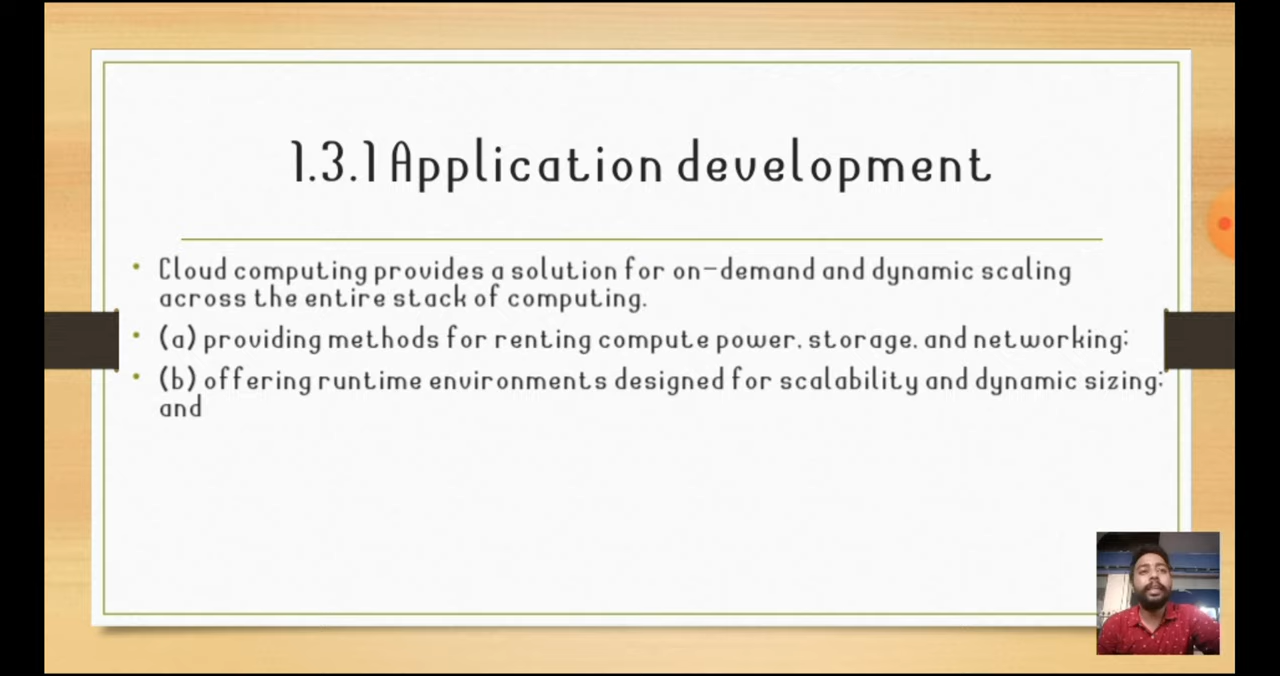 1.3.1 Application development
• Cloud computing provides a solution for on-demand and dynamic scaling
across the entire stack of computing.
• (a) providing methods for renting compute power, storage, and networking;
• (b) offering runtime environments designed for scalability and dynamic sizing;
and